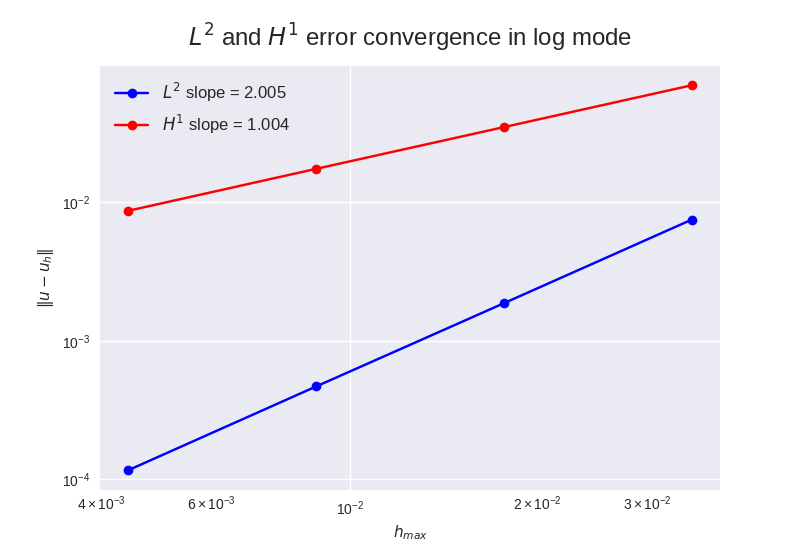 L² and H¹ error convergence in log mode
L² slope = 2.005
H¹ slope = 1.004
10⁻²
10⁻³
10⁻⁴
‖u − uₕ‖
4 × 10⁻³ 6 × 10⁻³ 10⁻² 2 × 10⁻² 3 × 10⁻²
hₘₐₓ